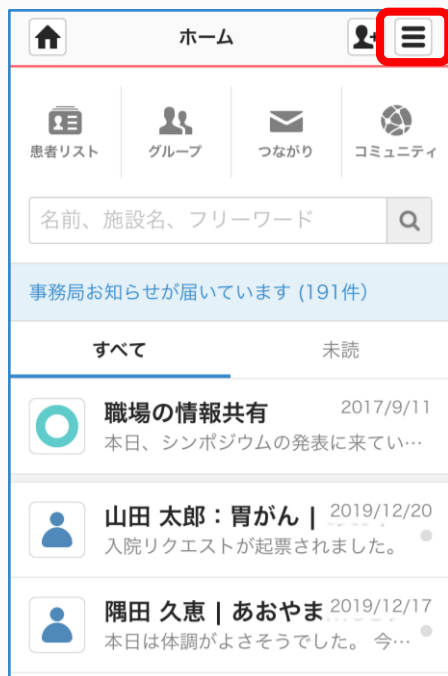 ホーム
患者リスト グループ つながり コミュニティ
名前、施設名、フリーワード
事務局お知らせが届いています (191件)
すべて 未読
職場の情報共有 2017/9/11
本日、シンポジウムの発表に来てい…
山田 太郎：胃がん | 2019/12/20
入院リクエストが起票されました。
隅田 久恵 | あおやま 2019/12/17
本日は体調がよさそうでした。 今…